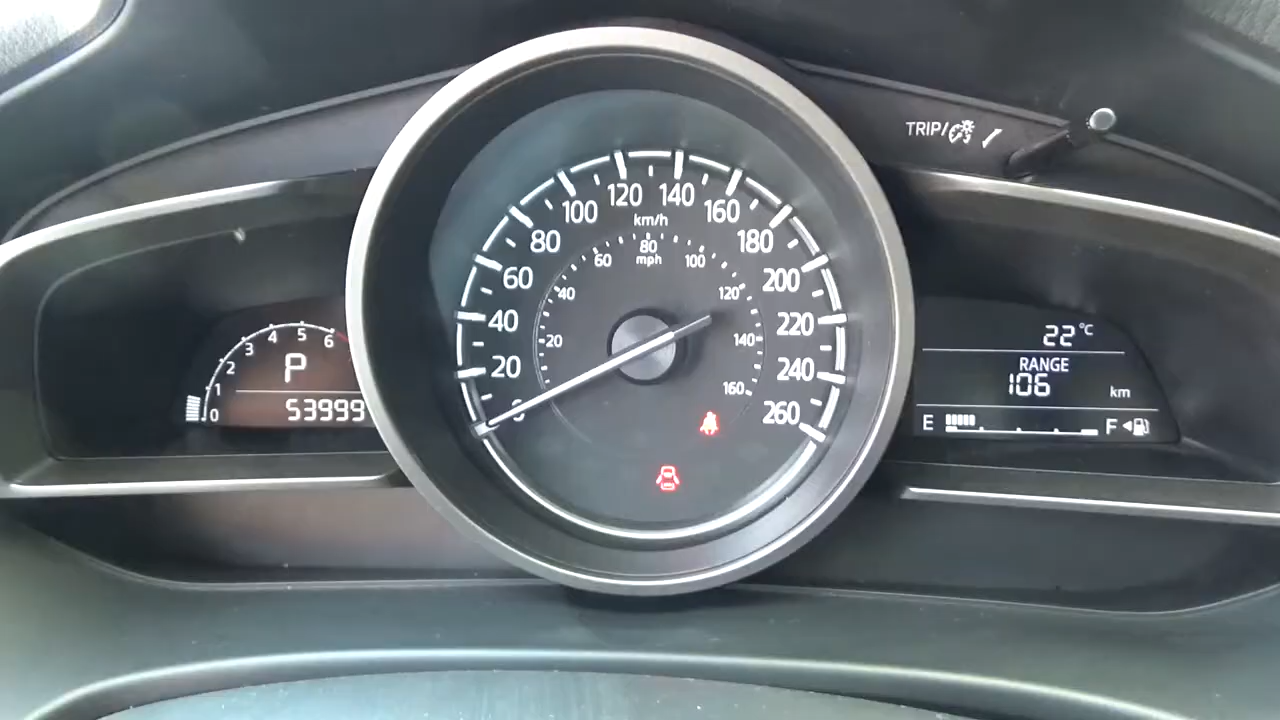 TRIP/
120 140
100 160
km/h
80 180
80
60 mph 100
60 200
40 120
40 220
20 140
20 240
160
0 260
0 1 2 3 4 5 6
P
53999
22°C
RANGE
106 km
E F